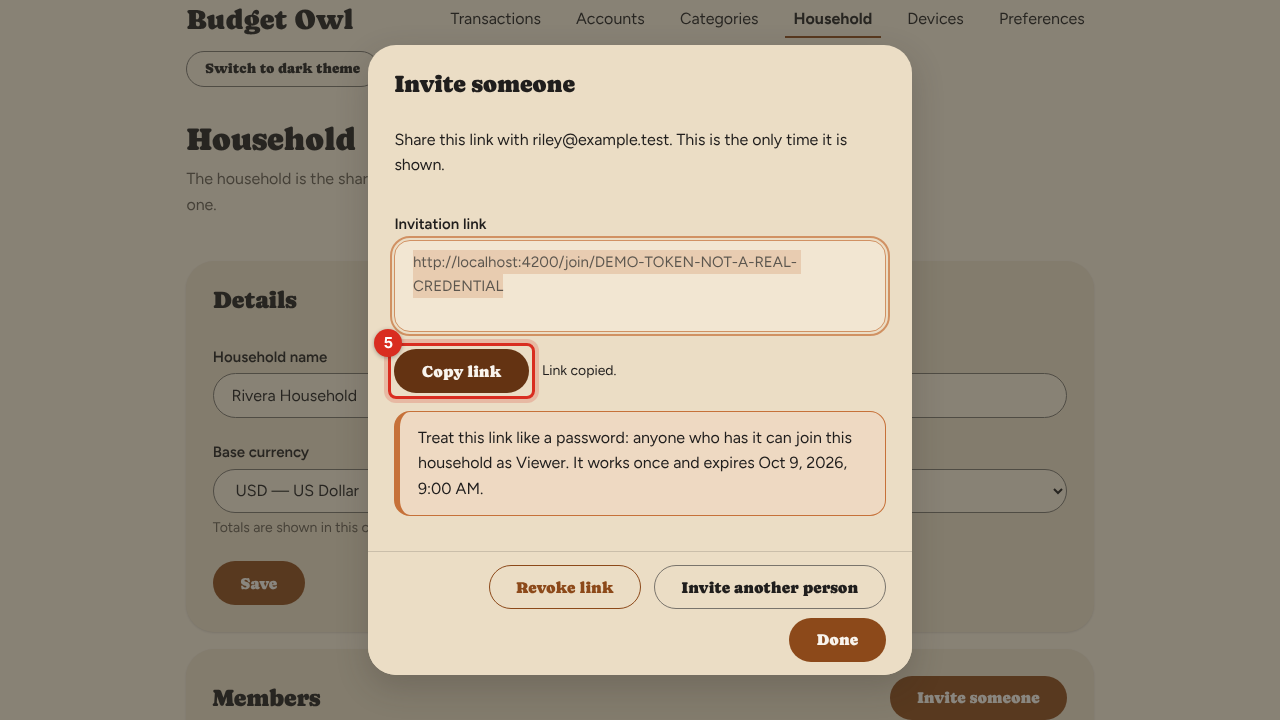 Budget Owl
Transactions
Accounts
Categories
Household
Devices
Preferences
Switch to dark theme
Household
The household is the shar
one.
Details
Household name
Rivera Household
Base currency
USD — US Dollar
Totals are shown in this c
Save
Members
Invite someone
Invite someone
Share this link with riley@example.test. This is the only time it is
shown.
Invitation link
http://localhost:4200/join/DEMO-TOKEN-NOT-A-REAL-
CREDENTIAL
5
Copy link
Link copied.
Treat this link like a password: anyone who has it can join this
household as Viewer. It works once and expires Oct 9, 2026,
9:00 AM.
Revoke link
Invite another person
Done